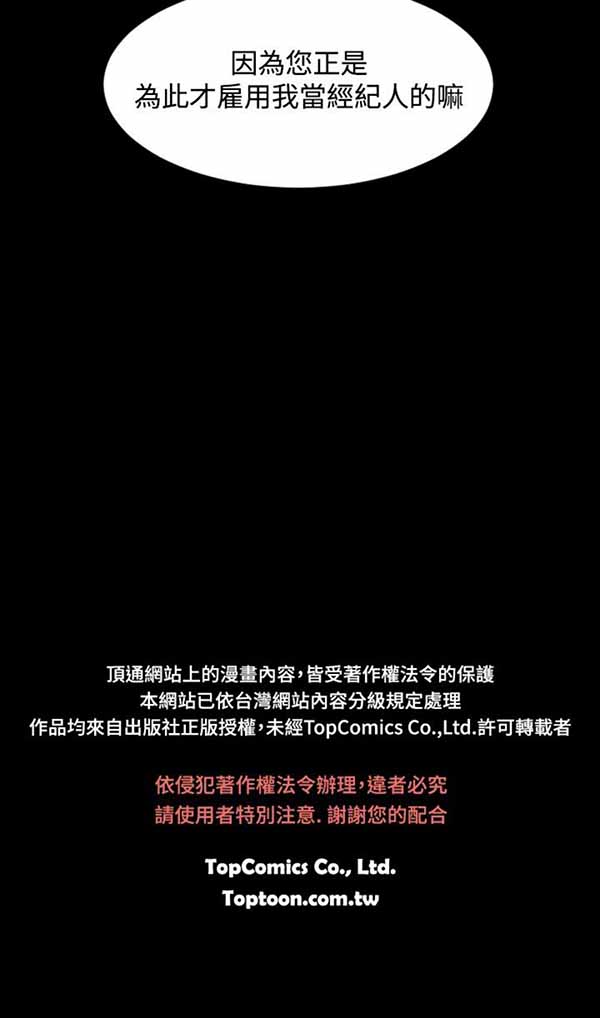 因為您正是
為此才雇用我當經紀人的嘛
頂通網站上的漫畫內容,皆受著作權法令的保護
本網站已依台灣網站內容分級規定處理
作品均來自出版社正版授權,未經TopComics Co.,Ltd.許可轉載者
依侵犯著作權法令辦理,違者必究
請使用者特別注意. 謝謝您的配合
TopComics Co., Ltd.
Toptoon.com.tw